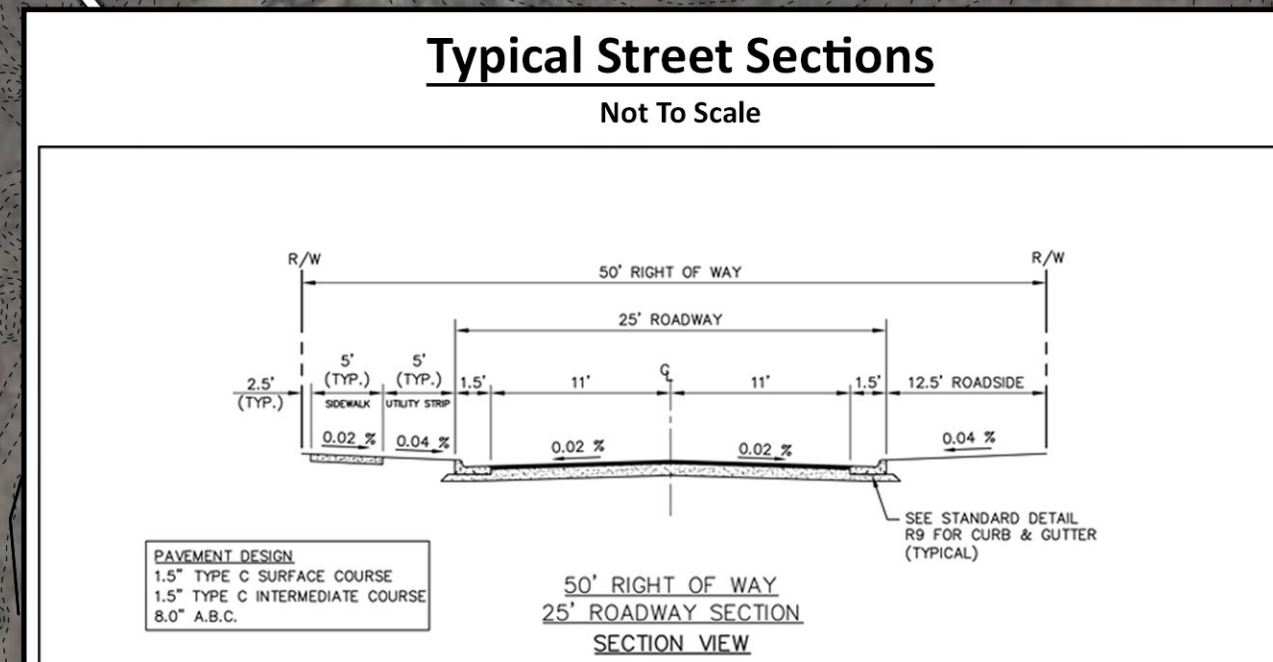 Typical Street Sections
Not To Scale
R/W
R/W
50' RIGHT OF WAY
25' ROADWAY
2.5'
(TYP.)
5'
(TYP.)
SIDEWALK
5'
(TYP.)
UTILITY STRIP
1.5'
11'
℄
11'
1.5'
12.5' ROADSIDE
0.02 %
0.04 %
0.02 %
0.02 %
0.04 %
SEE STANDARD DETAIL
R9 FOR CURB & GUTTER
(TYPICAL)
PAVEMENT DESIGN
1.5" TYPE C SURFACE COURSE
1.5" TYPE C INTERMEDIATE COURSE
8.0" A.B.C.
50' RIGHT OF WAY
25' ROADWAY SECTION
SECTION VIEW